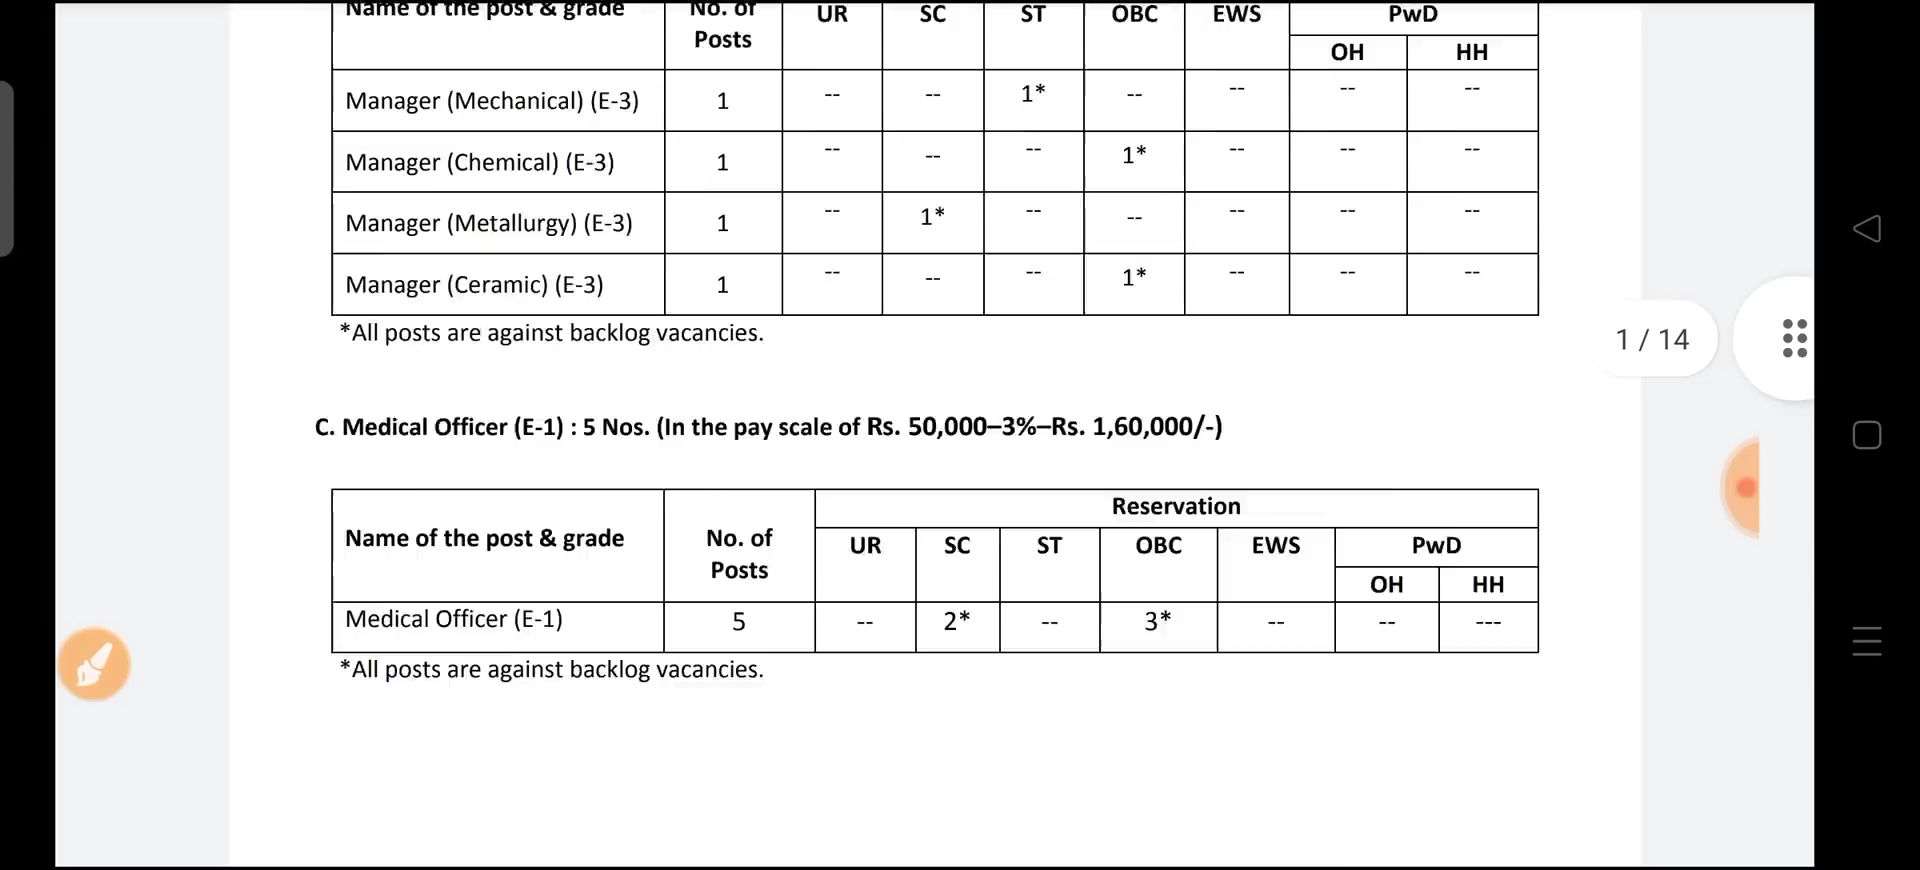 Name of the post & grade No. of Posts UR SC ST OBC EWS PwD
OH HH
Manager (Mechanical) (E-3) 1 -- -- 1* -- -- -- --
Manager (Chemical) (E-3) 1 -- -- -- 1* -- -- --
Manager (Metallurgy) (E-3) 1 -- 1* -- -- -- -- --
Manager (Ceramic) (E-3) 1 -- -- -- 1* -- -- --
*All posts are against backlog vacancies.
1 / 14
C. Medical Officer (E-1) : 5 Nos. (In the pay scale of Rs. 50,000–3%–Rs. 1,60,000/-)
Reservation
Name of the post & grade No. of Posts UR SC ST OBC EWS PwD
OH HH
Medical Officer (E-1) 5 -- 2* -- 3* -- -- ---
*All posts are against backlog vacancies.